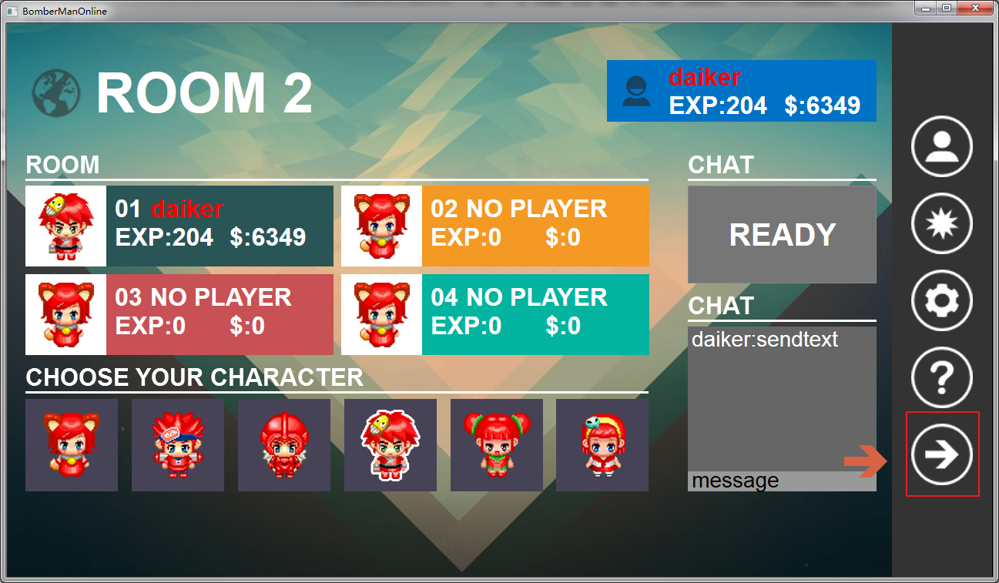 BomberManOnline
ROOM 2
daiker
EXP:204 $:6349
ROOM
01 daiker
EXP:204 $:6349
02 NO PLAYER
EXP:0 $:0
03 NO PLAYER
EXP:0 $:0
04 NO PLAYER
EXP:0 $:0
CHOOSE YOUR CHARACTER
CHAT
READY
CHAT
daiker:sendtext
message
?